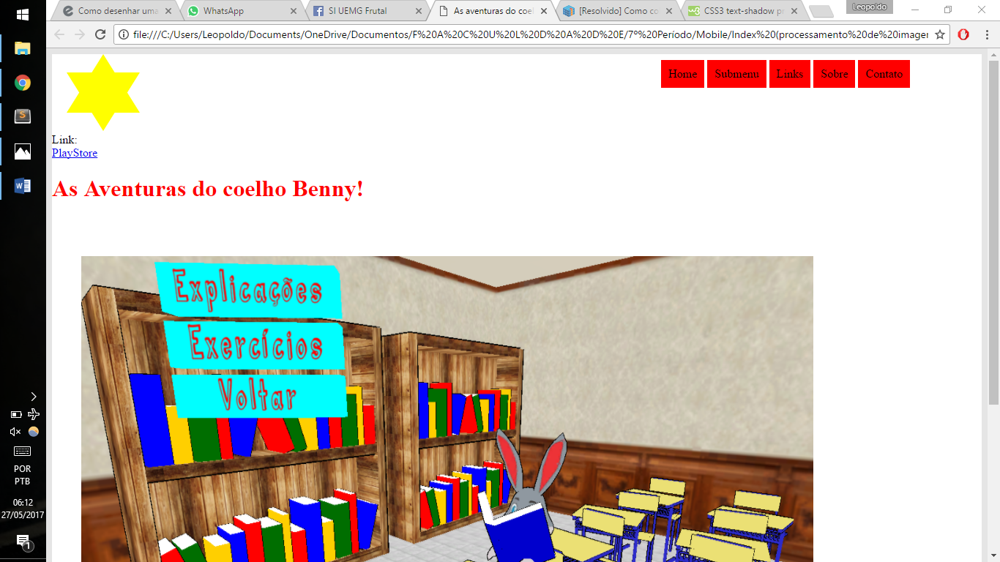 Como desenhar uma
WhatsApp
SI UEMG Frutal
As aventuras do coel
[Resolvido] Como co
CSS3 text-shadow pr
Leopoldo
file:///C:/Users/Leopoldo/Documents/OneDrive/Documentos/F%20A%20C%20U%20L%20D%20A%20D%20E/7°%20Período/Mobile/Index%20(processamento%20de%20imagen
Home
Submenu
Links
Sobre
Contato
Link:
PlayStore
As Aventuras do coelho Benny!
Explicações
Exercícios
Voltar
POR
PTB
06:12
27/05/2017
1